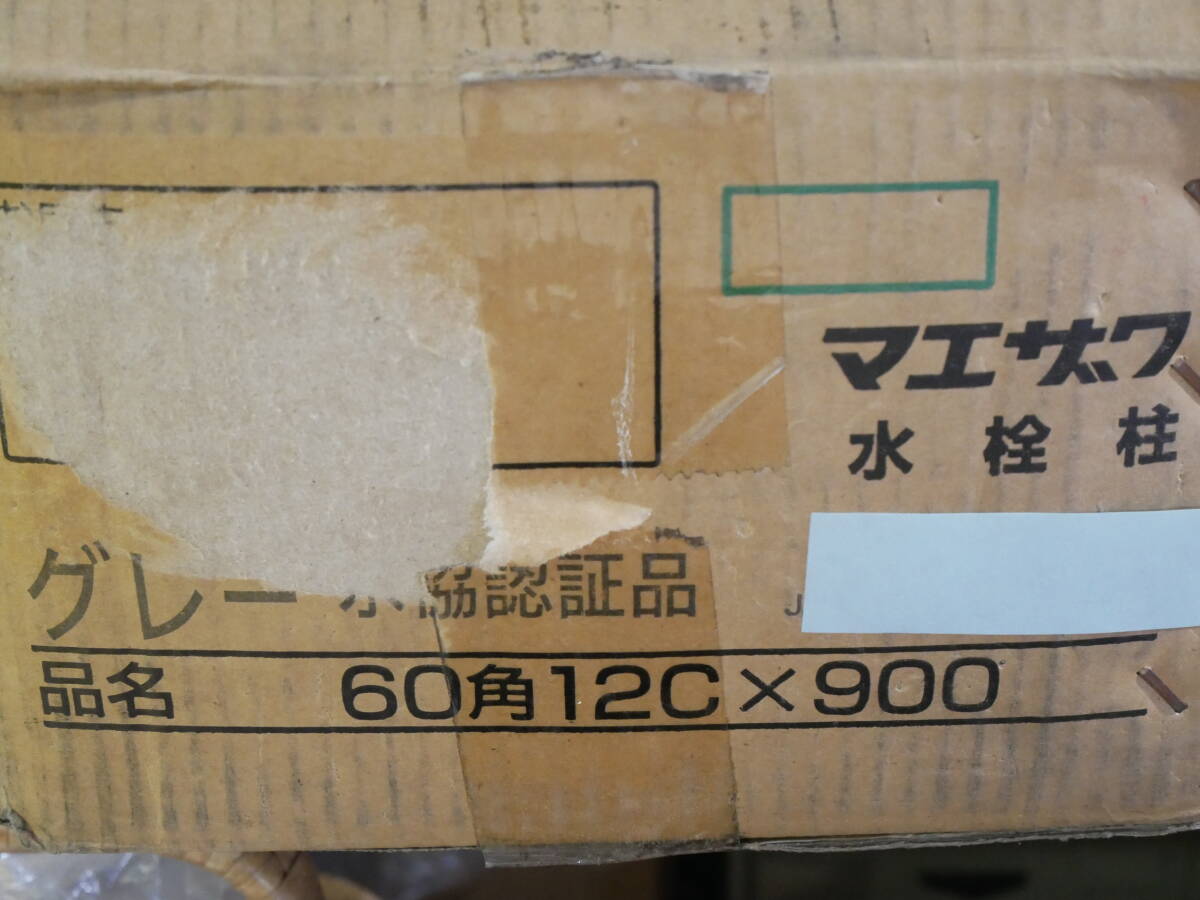 マエザワ
水栓柱
グレー 水協認証品 J
品名 60角12C×900